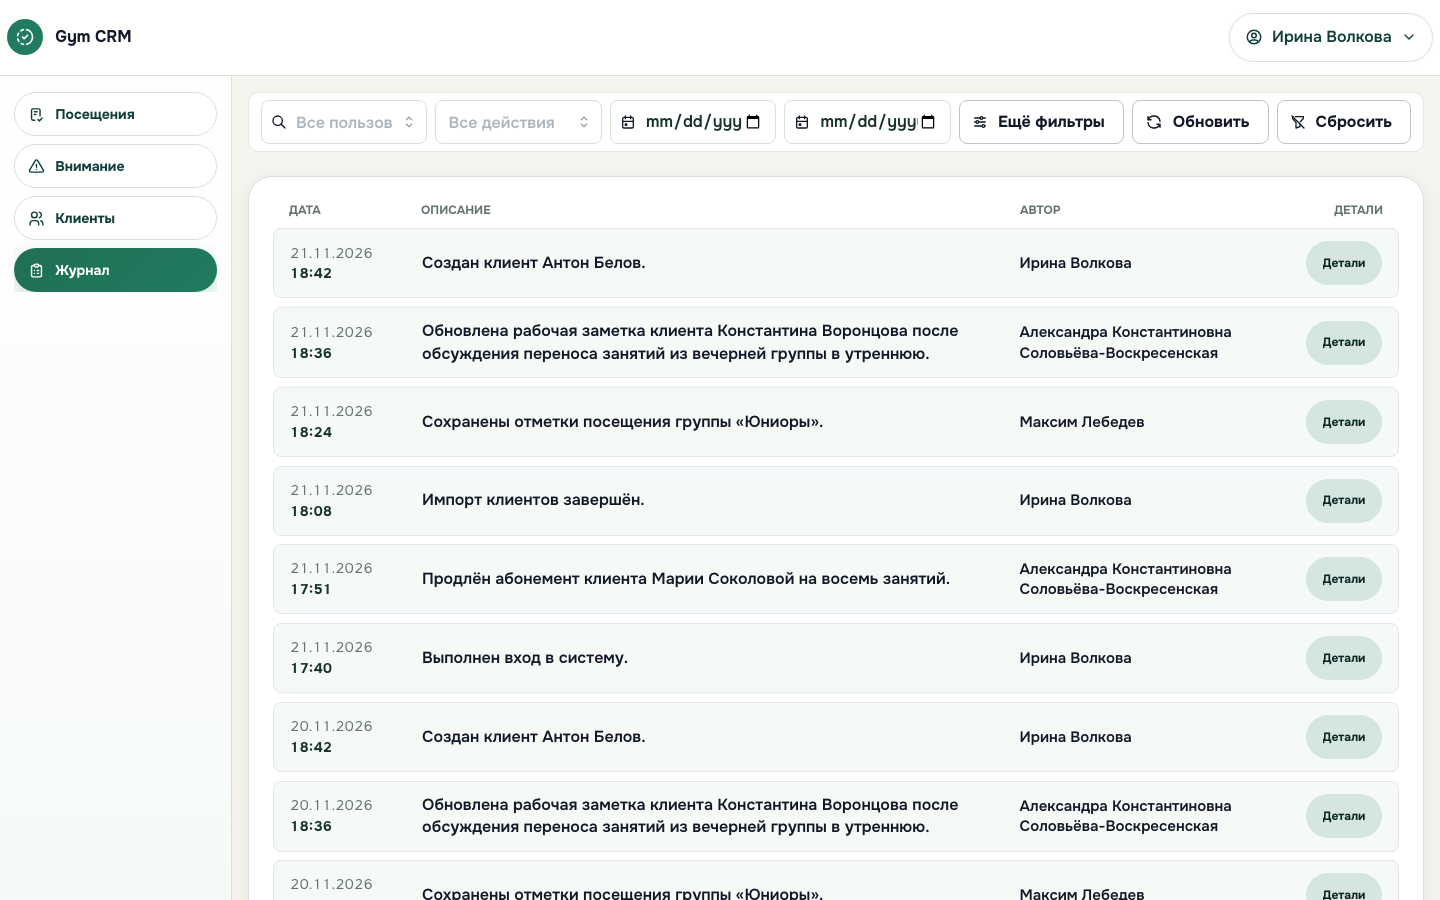 Gym CRM
Ирина Волкова
Посещения
Внимание
Клиенты
Журнал
Все пользов
Все действия
mm/dd/yyy
mm/dd/yyy
Ещё фильтры
Обновить
Сбросить
ДАТА ОПИСАНИЕ АВТОР ДЕТАЛИ
21.11.2026
18:42
Создан клиент Антон Белов.
Ирина Волкова
Детали
21.11.2026
18:36
Обновлена рабочая заметка клиента Константина Воронцова после
обсуждения переноса занятий из вечерней группы в утреннюю.
Александра Константиновна
Соловьёва-Воскресенская
Детали
21.11.2026
18:24
Сохранены отметки посещения группы «Юниоры».
Максим Лебедев
Детали
21.11.2026
18:08
Импорт клиентов завершён.
Ирина Волкова
Детали
21.11.2026
17:51
Продлён абонемент клиента Марии Соколовой на восемь занятий.
Александра Константиновна
Соловьёва-Воскресенская
Детали
21.11.2026
17:40
Выполнен вход в систему.
Ирина Волкова
Детали
20.11.2026
18:42
Создан клиент Антон Белов.
Ирина Волкова
Детали
20.11.2026
18:36
Обновлена рабочая заметка клиента Константина Воронцова после
обсуждения переноса занятий из вечерней группы в утреннюю.
Александра Константиновна
Соловьёва-Воскресенская
Детали
20.11.2026
Сохранены отметки посещения группы «Юниоры».
Максим Лебедев
Детали